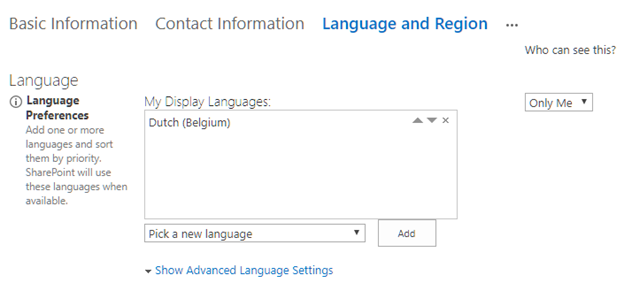 Basic Information Contact Information Language and Region ...
Who can see this?
Language
Language
Preferences
Add one or more
languages and sort
them by priority.
SharePoint will use
these languages when
available.
My Display Languages:
Dutch (Belgium)
Only Me
Pick a new language
Add
Show Advanced Language Settings